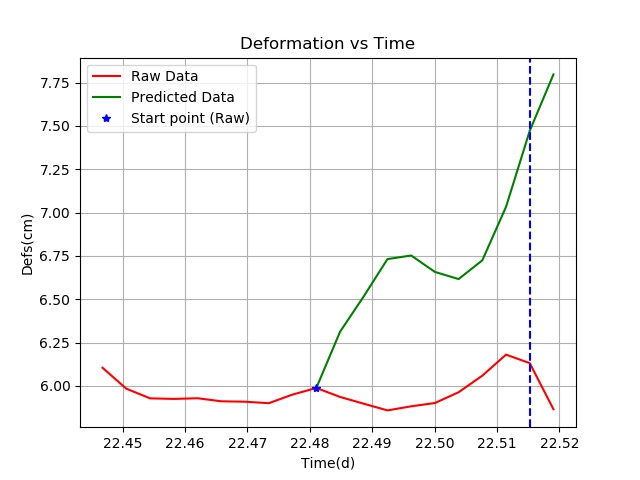 Deformation vs Time
Raw Data
Predicted Data
Start point (Raw)
7.75
7.50
7.25
7.00
6.75
6.50
6.25
6.00
Defs(cm)
22.45 22.46 22.47 22.48 22.49 22.50 22.51 22.52
Time(d)